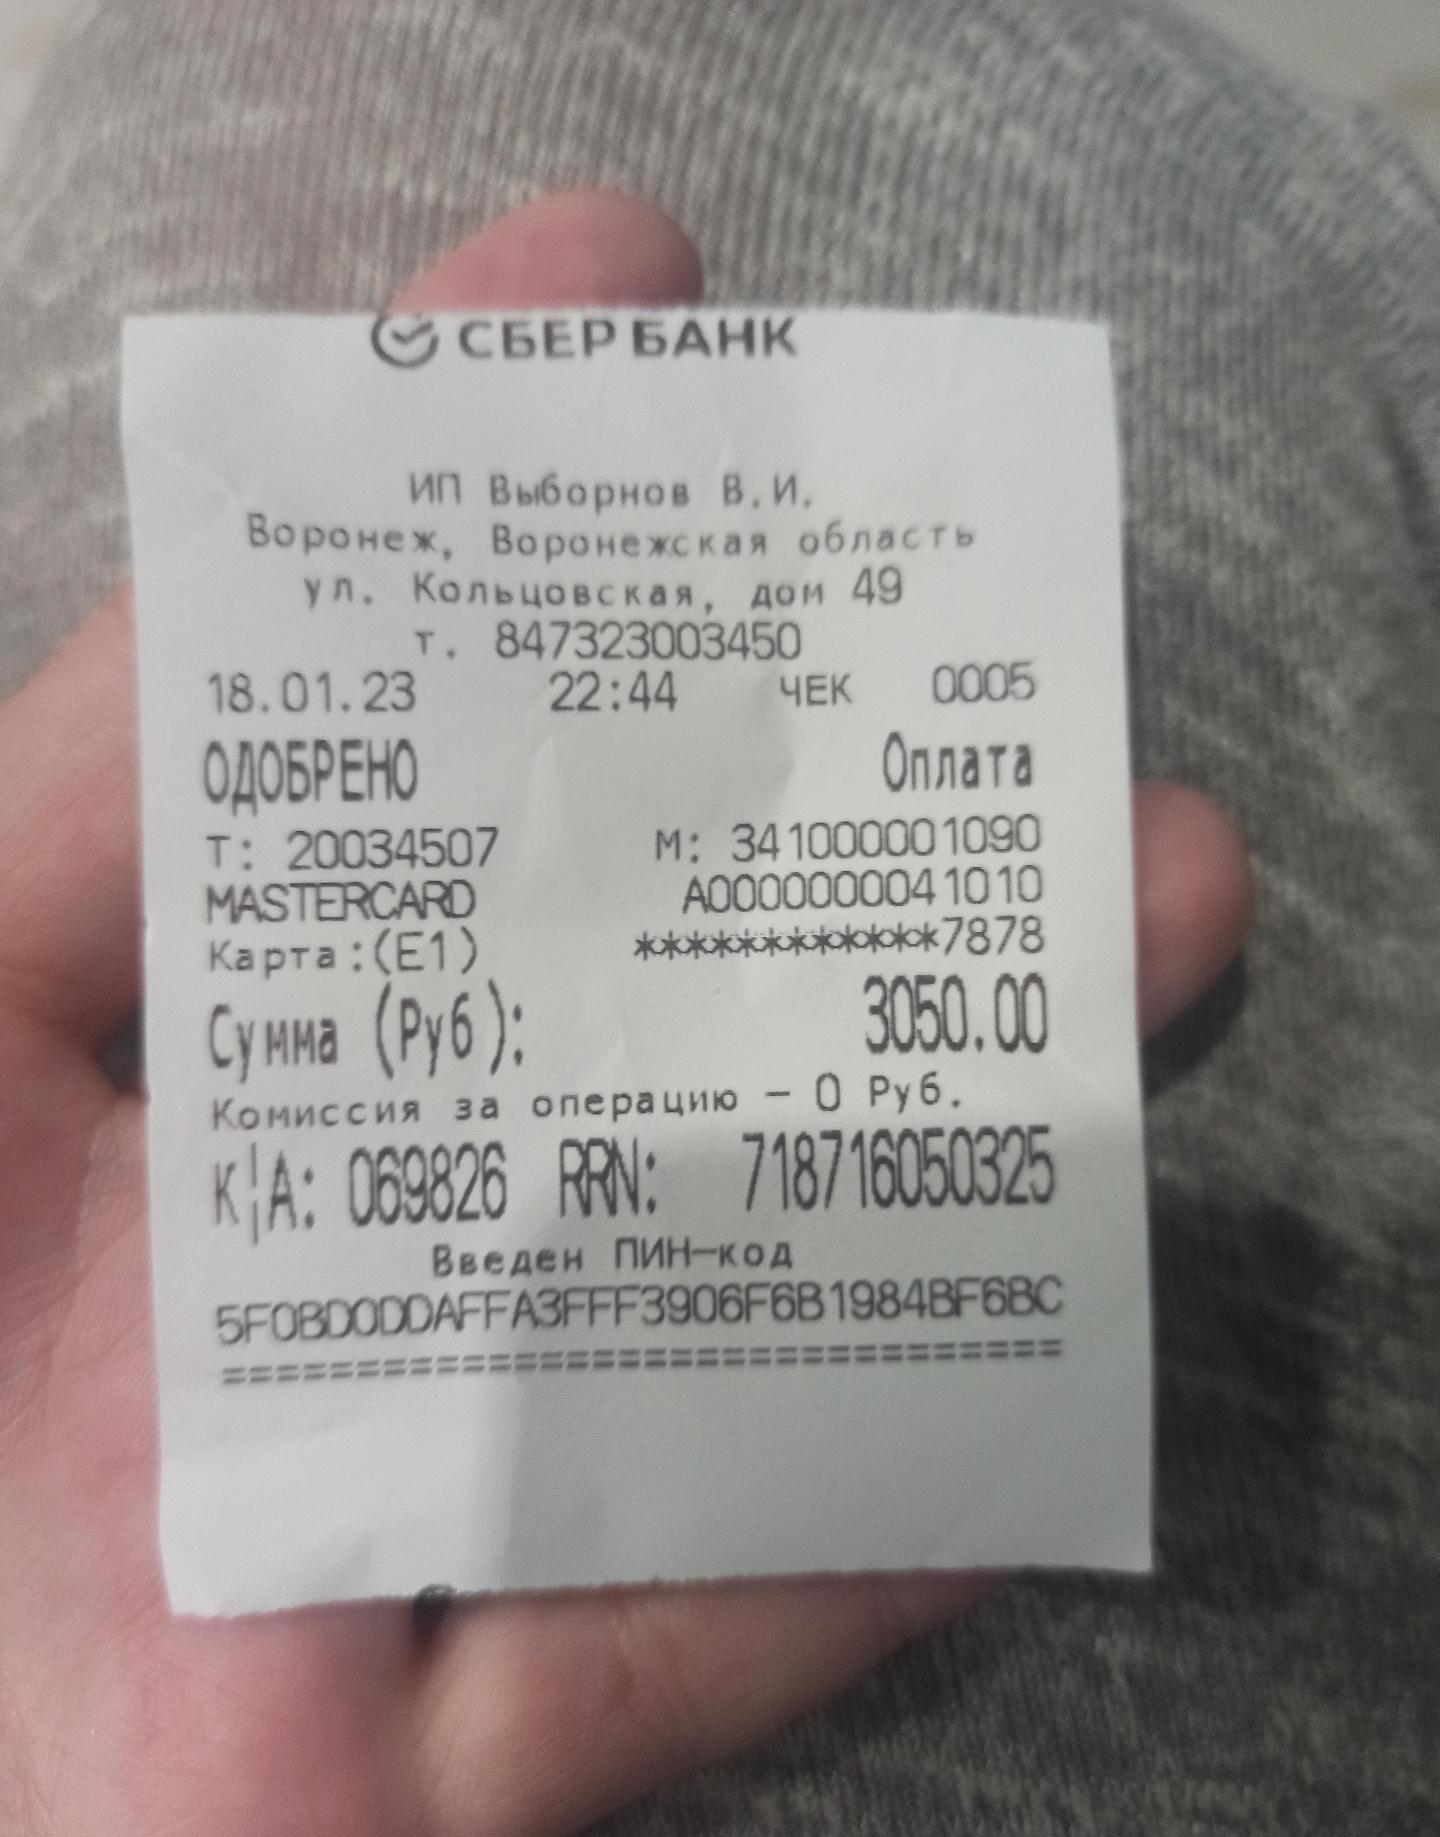 СБЕР БАНК
ИП Выборнов В.И.
Воронеж, Воронежская область
ул. Кольцовская, дом 49
т. 847323003450
18.01.23 22:44 ЧЕК 0005
ОДОБРЕНО Оплата
Т: 20034507 М: 341000001090
MASTERCARD A0000000041010
Карта:(E1) ************7878
Сумма (Руб): 3050.00
Комиссия за операцию – 0 Руб.
К¦А: 069826 RRN: 718716050325
Введен ПИН–код
5F0BD0DDAFFA3FFF3906F6B1984BF6BC
================================